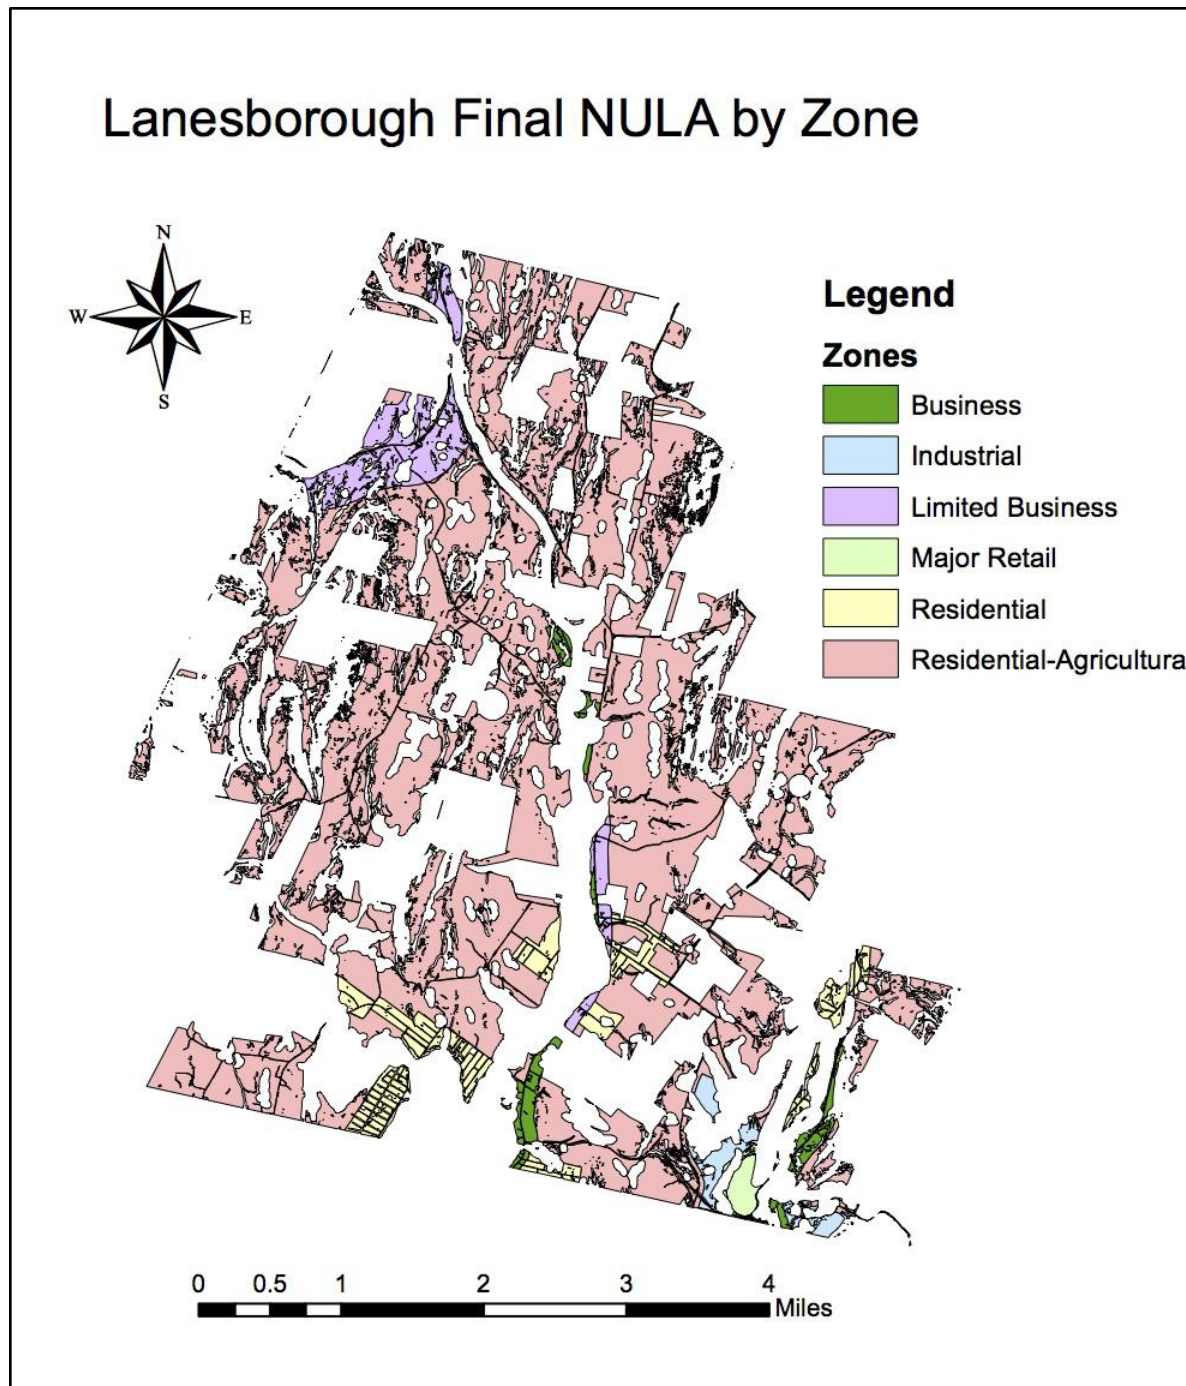 Lanesborough Final NULA by Zone
N
W E
S
Legend
Zones
Business
Industrial
Limited Business
Major Retail
Residential
Residential-Agricultura
0 0.5 1 2 3 4
Miles